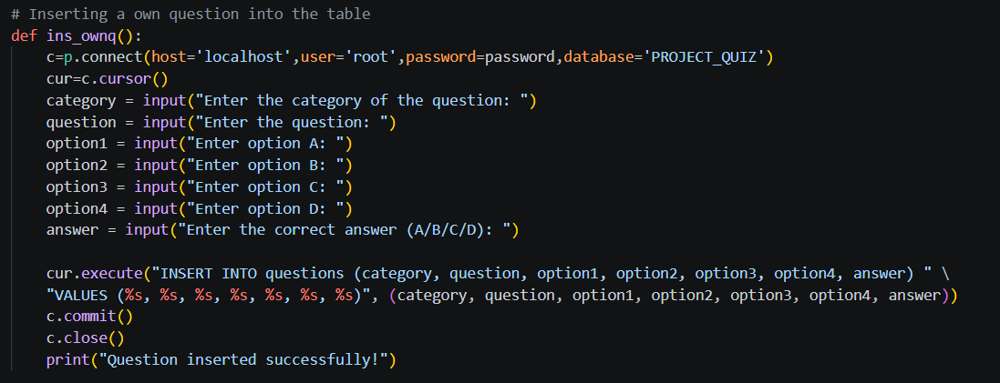 # Inserting a own question into the table
def ins_ownq():
    c=p.connect(host='localhost',user='root',password=password,database='PROJECT_QUIZ')
    cur=c.cursor()
    category = input("Enter the category of the question: ")
    question = input("Enter the question: ")
    option1 = input("Enter option A: ")
    option2 = input("Enter option B: ")
    option3 = input("Enter option C: ")
    option4 = input("Enter option D: ")
    answer = input("Enter the correct answer (A/B/C/D): ")

    cur.execute("INSERT INTO questions (category, question, option1, option2, option3, option4, answer) " \
    "VALUES (%s, %s, %s, %s, %s, %s, %s)", (category, question, option1, option2, option3, option4, answer))
    c.commit()
    c.close()
    print("Question inserted successfully!")